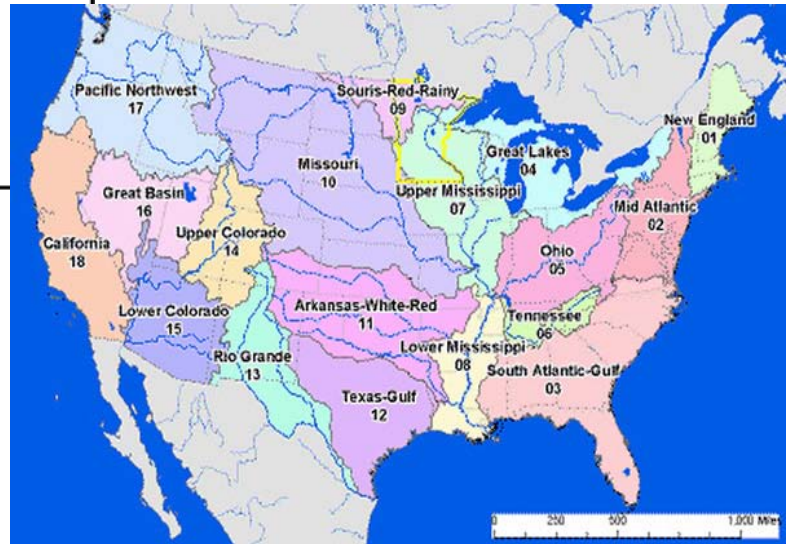 Pacific Northwest
17
Souris-Red-Rainy
09
New England
01
Great Lakes
04
Missouri
10
Upper Mississippi
07
Great Basin
16
Mid Atlantic
02
Upper Colorado
14
California
18
Ohio
05
Lower Colorado
15
Arkansas-White-Red
11
Tennessee
06
Lower Mississippi
08
Rio Grande
13
South Atlantic-Gulf
03
Texas-Gulf
12
0 250 500 1,000 Miles